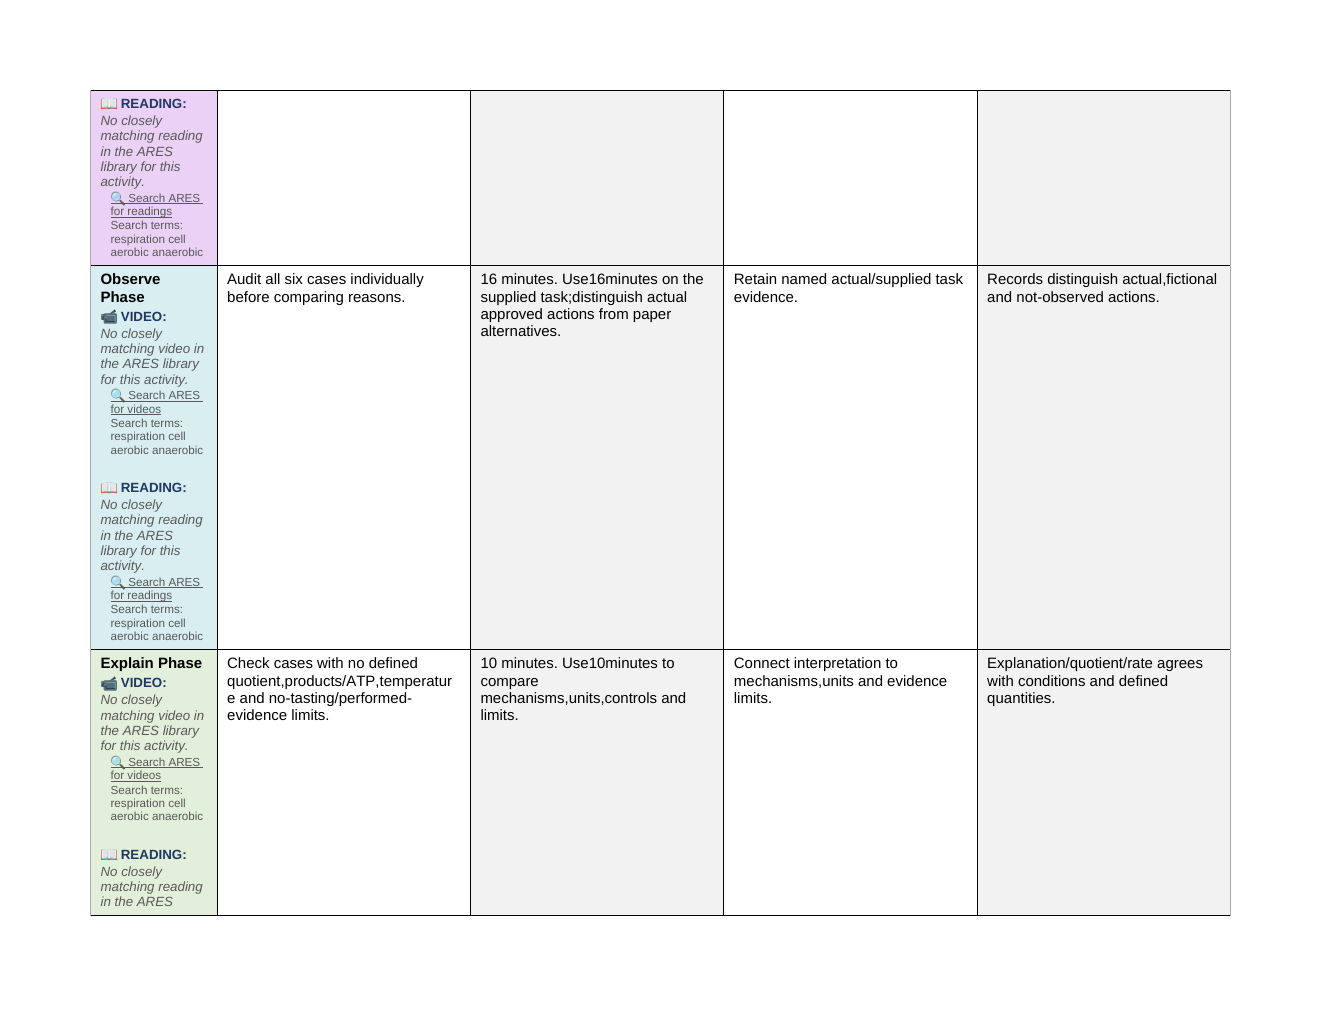 📖 READING:
No closely
matching reading
in the ARES
library for this
activity.
🔍 Search ARES
for readings
Search terms:
respiration cell
aerobic anaerobic
Observe
Phase
📹 VIDEO:
No closely
matching video in
the ARES library
for this activity.
🔍 Search ARES
for videos
Search terms:
respiration cell
aerobic anaerobic
📖 READING:
No closely
matching reading
in the ARES
library for this
activity.
🔍 Search ARES
for readings
Search terms:
respiration cell
aerobic anaerobic
Audit all six cases individually
before comparing reasons.
16 minutes. Use16minutes on the
supplied task;distinguish actual
approved actions from paper
alternatives.
Retain named actual/supplied task
evidence.
Records distinguish actual,fictional
and not-observed actions.
Explain Phase
📹 VIDEO:
No closely
matching video in
the ARES library
for this activity.
🔍 Search ARES
for videos
Search terms:
respiration cell
aerobic anaerobic
📖 READING:
No closely
matching reading
in the ARES
Check cases with no defined
quotient,products/ATP,temperatur
e and no-tasting/performed-
evidence limits.
10 minutes. Use10minutes to
compare
mechanisms,units,controls and
limits.
Connect interpretation to
mechanisms,units and evidence
limits.
Explanation/quotient/rate agrees
with conditions and defined
quantities.